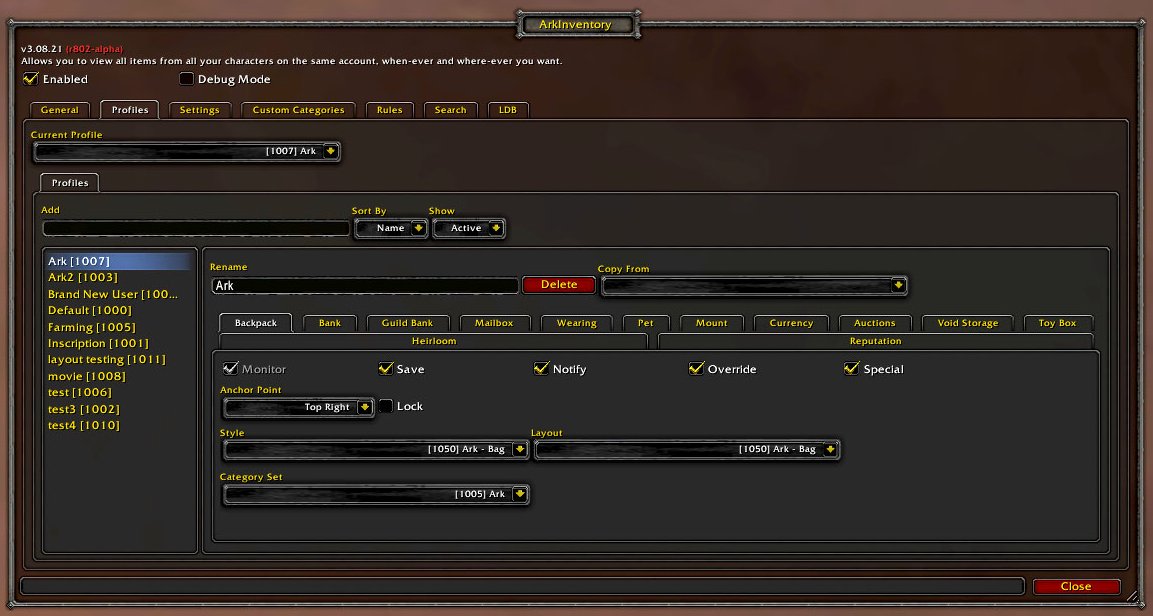 ArkInventory
v3.08.21 (r802-alpha)
Allows you to view all items from all your characters on the same account, when-ever and where-ever you want.
Enabled Debug Mode
General Profiles Settings Custom Categories Rules Search LDB
Current Profile
[1007] Ark
Profiles
Add Sort By Show
Name Active
Ark [1007]
Ark2 [1003]
Brand New User [100...
Default [1000]
Farming [1005]
Inscription [1001]
layout testing [1011]
movie [1008]
test [1006]
test3 [1002]
test4 [1010]
Rename Copy From
Ark Delete
Backpack Bank Guild Bank Mailbox Wearing Pet Mount Currency Auctions Void Storage Toy Box
Heirloom Reputation
Monitor Save Notify Override Special
Anchor Point
Top Right Lock
Style Layout
[1050] Ark - Bag [1050] Ark - Bag
Category Set
[1005] Ark
Close